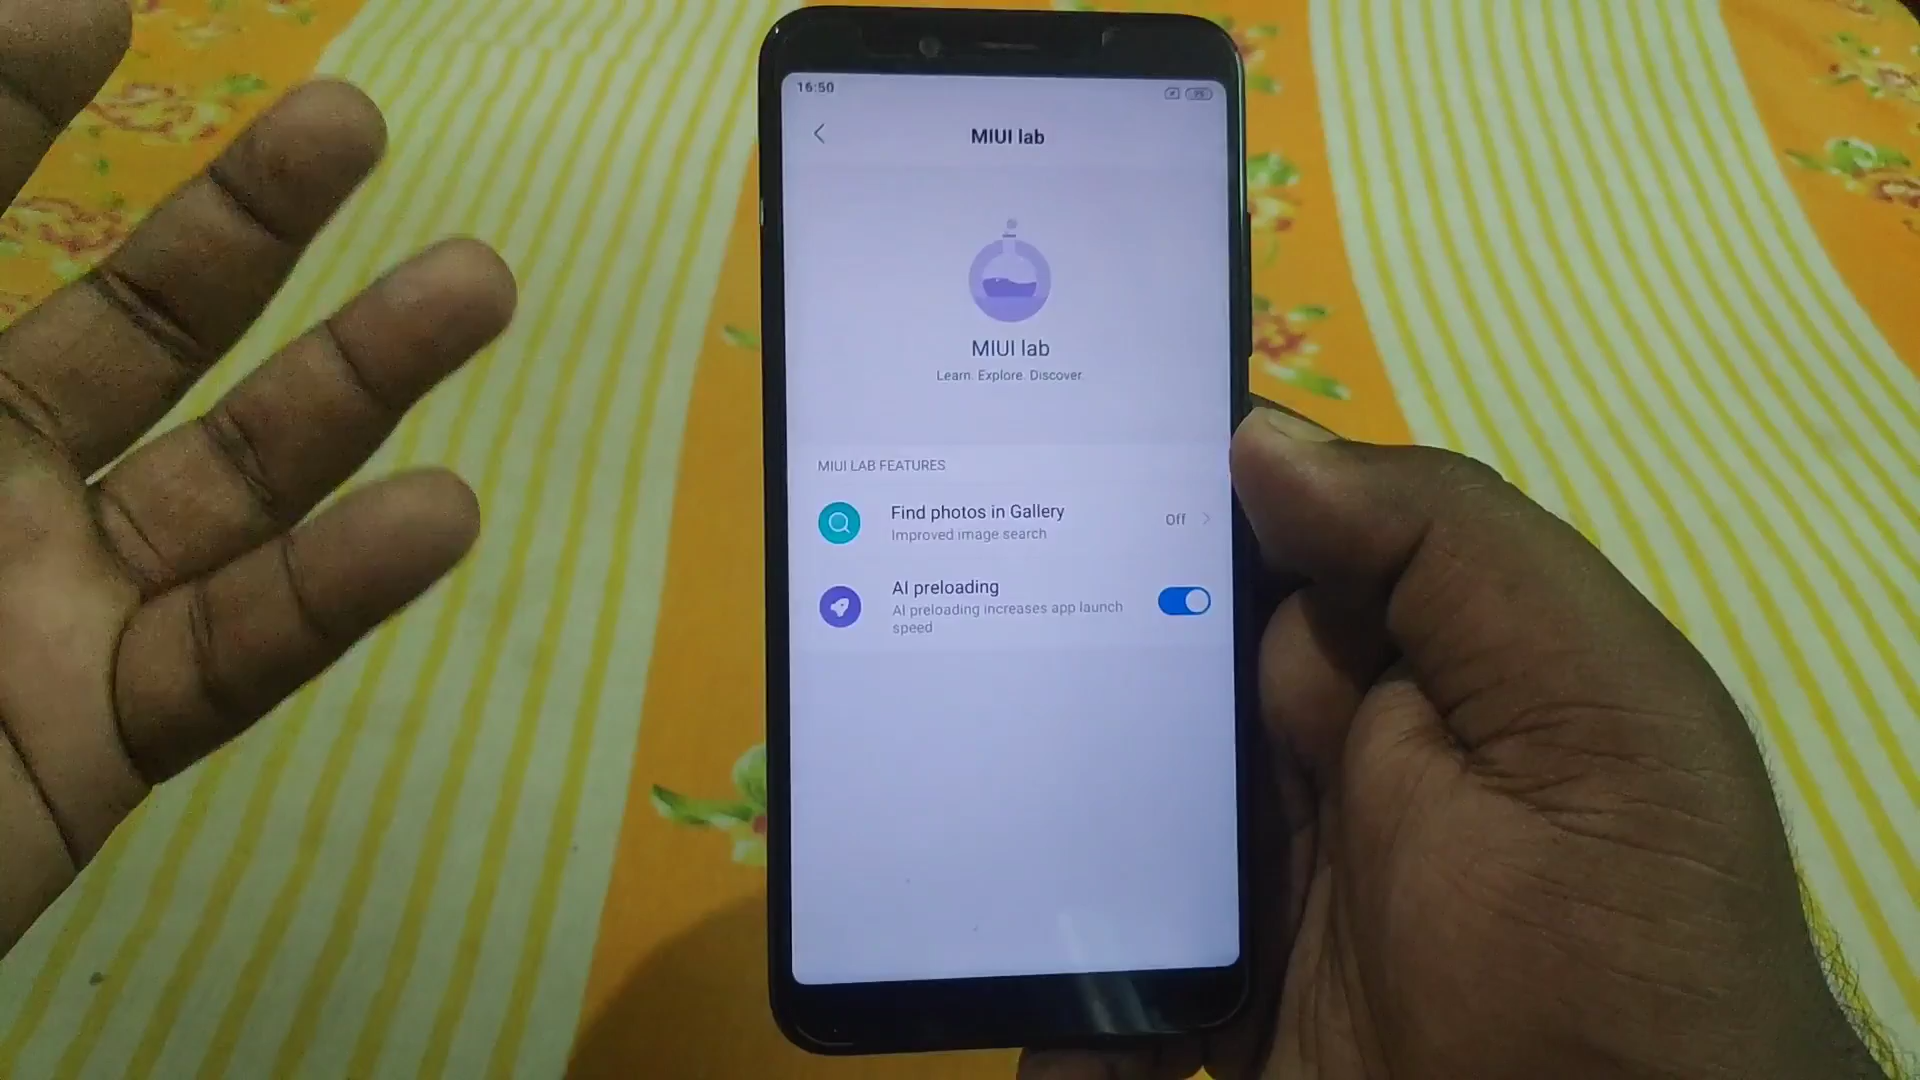 16:50
MIUI lab
MIUI lab
Learn. Explore. Discover.
MIUI LAB FEATURES
Find photos in Gallery
Improved image search
Off
AI preloading
AI preloading increases app launch
speed